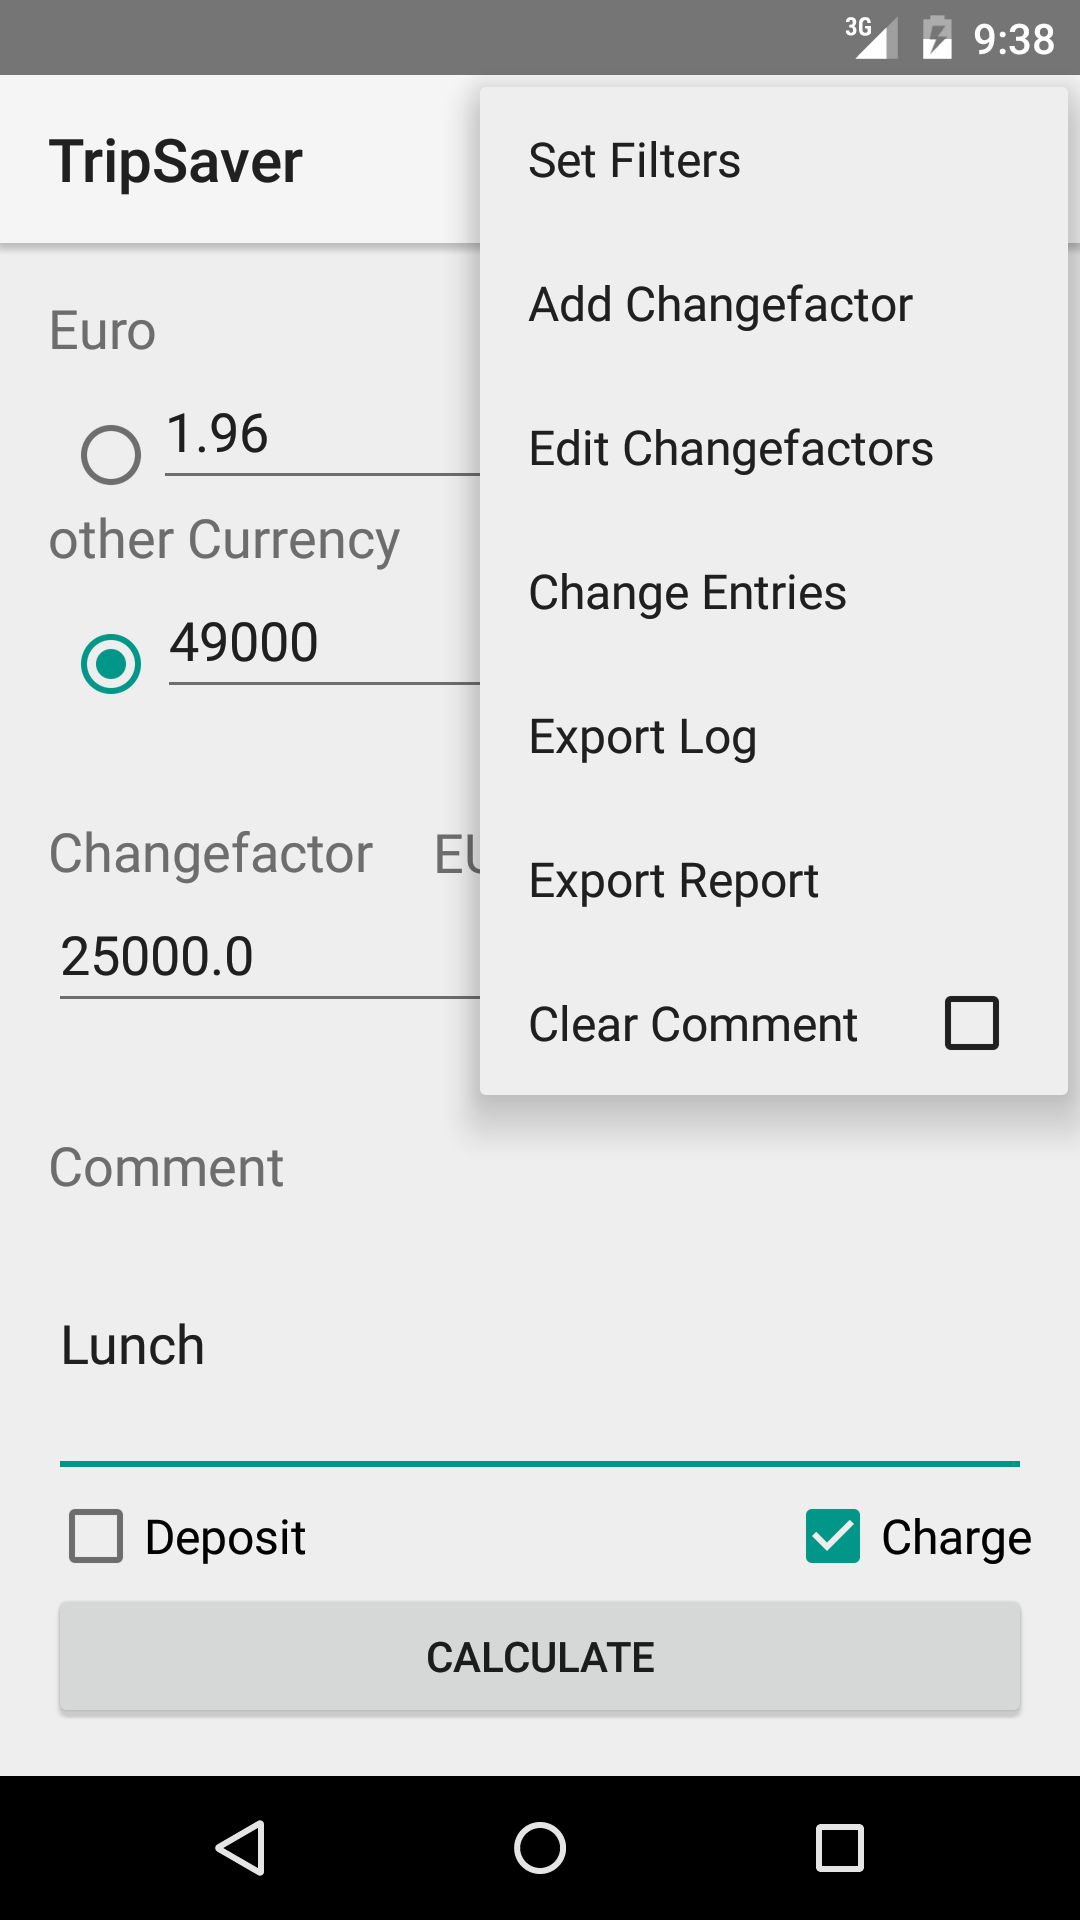 3G 9:38
TripSaver
Set Filters
Add Changefactor
Edit Changefactors
Change Entries
Export Log
Export Report
Clear Comment
Euro
1.96
other Currency
49000
Changefactor EU
25000.0
Comment
Lunch
Deposit Charge
CALCULATE